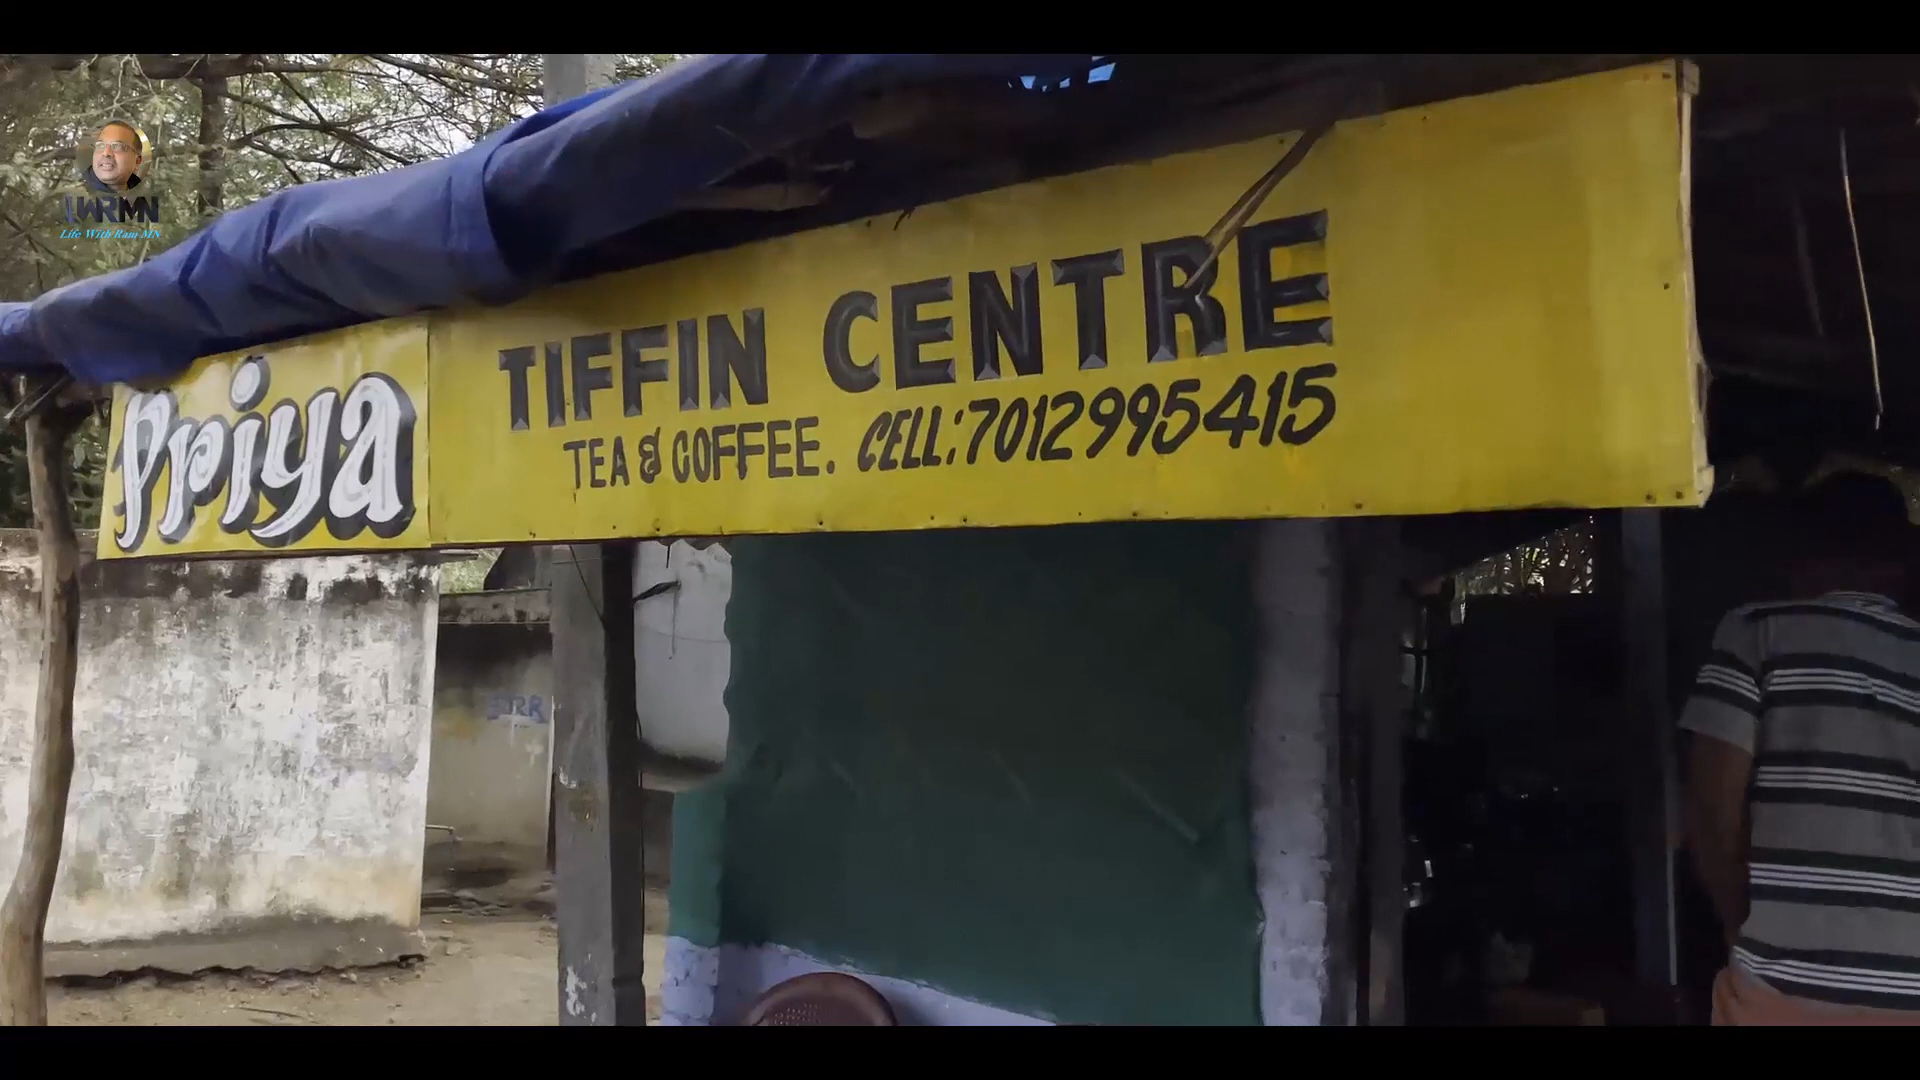 LWRMN
Life With Ram MN
Priya
TIFFIN CENTRE
TEA & COFFEE. CELL:7012995415